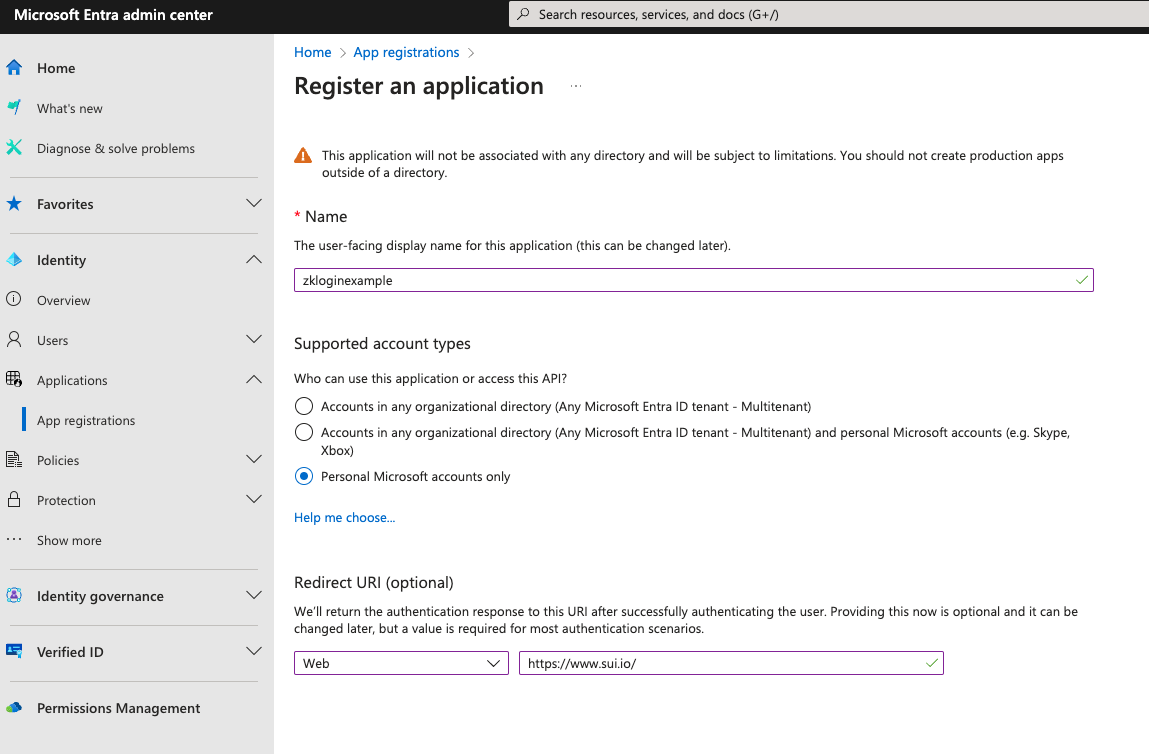 Microsoft Entra admin center
Search resources, services, and docs (G+/)
Home
What's new
Diagnose & solve problems
Favorites
Identity
Overview
Users
Applications
App registrations
Policies
Protection
Show more
Identity governance
Verified ID
Permissions Management
Home > App registrations >
Register an application ...
This application will not be associated with any directory and will be subject to limitations. You should not create production apps
outside of a directory.
* Name
The user-facing display name for this application (this can be changed later).
zkloginexample
Supported account types
Who can use this application or access this API?
Accounts in any organizational directory (Any Microsoft Entra ID tenant - Multitenant)
Accounts in any organizational directory (Any Microsoft Entra ID tenant - Multitenant) and personal Microsoft accounts (e.g. Skype,
Xbox)
Personal Microsoft accounts only
Help me choose...
Redirect URI (optional)
We'll return the authentication response to this URI after successfully authenticating the user. Providing this now is optional and it can be
changed later, but a value is required for most authentication scenarios.
Web
https://www.sui.io/